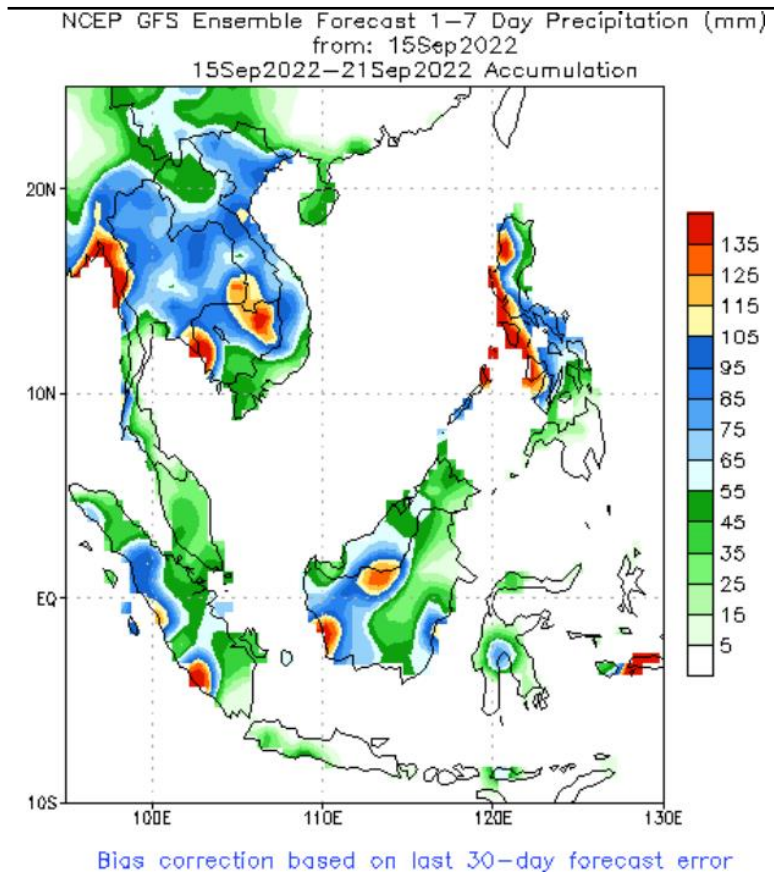 NCEP GFS Ensemble Forecast 1-7 Day Precipitation (mm)
from: 15Sep2022
15Sep2022-21Sep2022 Accumulation
20N
10N
EQ
10S
100E
110E
120E
130E
135
125
115
105
95
85
75
65
55
45
35
25
15
5
Bias correction based on last 30-day forecast error